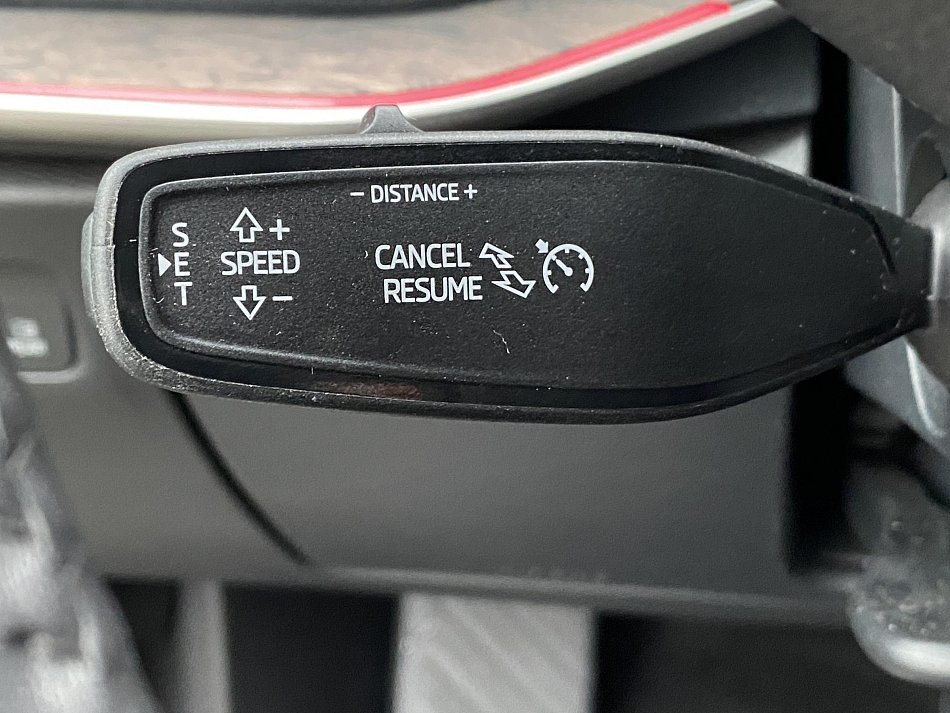 - DISTANCE +
S
E
T
+
SPEED
-
CANCEL
RESUME